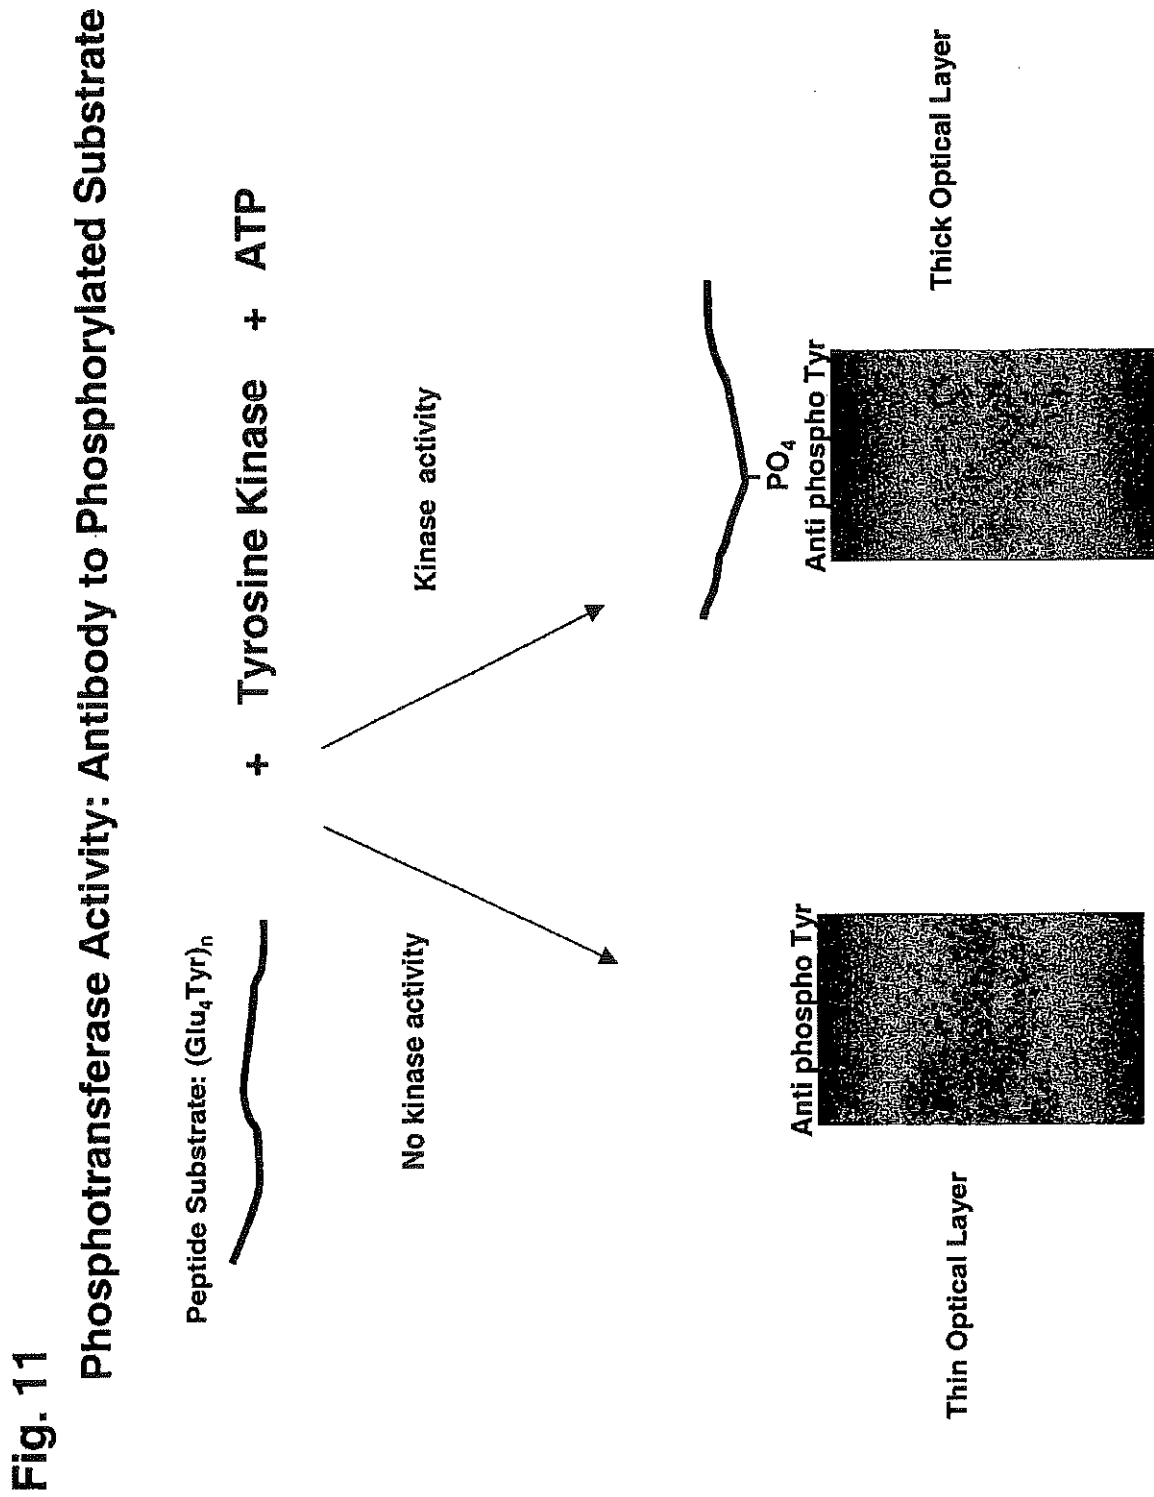 Fig. 11
Phosphotransferase Activity: Antibody to Phosphorylated Substrate
Peptide Substrate: (Glu₄Tyr)ₙ
+ Tyrosine Kinase + ATP
No kinase activity
Kinase activity
PO₄
Anti phospho Tyr
Anti phospho Tyr
Thin Optical Layer
Thick Optical Layer